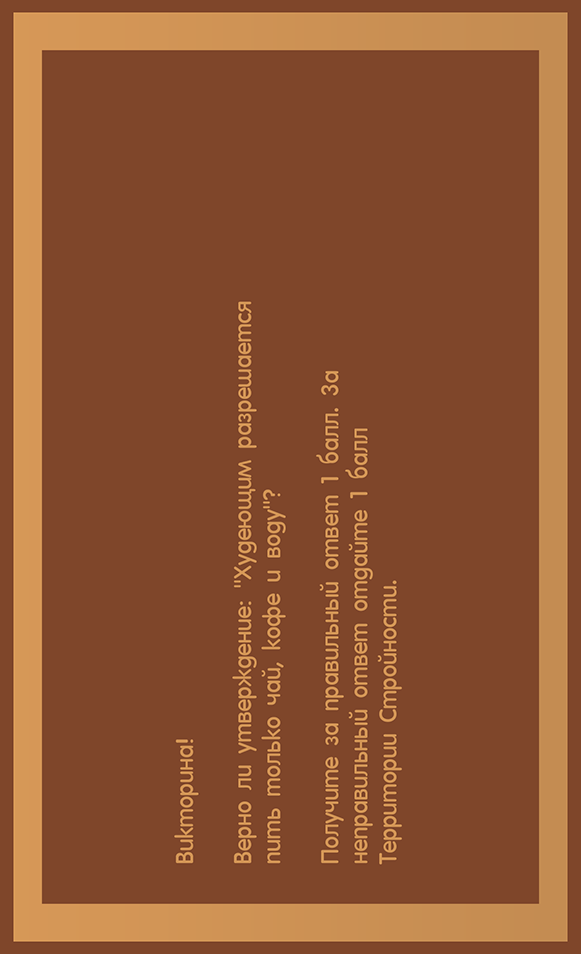 Викторина!
Верно ли утверждение: "Худеющим разрешается
пить только чай, кофе и воду"?
Получите за правильный ответ 1 балл. За
неправильный ответ отдайте 1 балл
Территории Стройности.